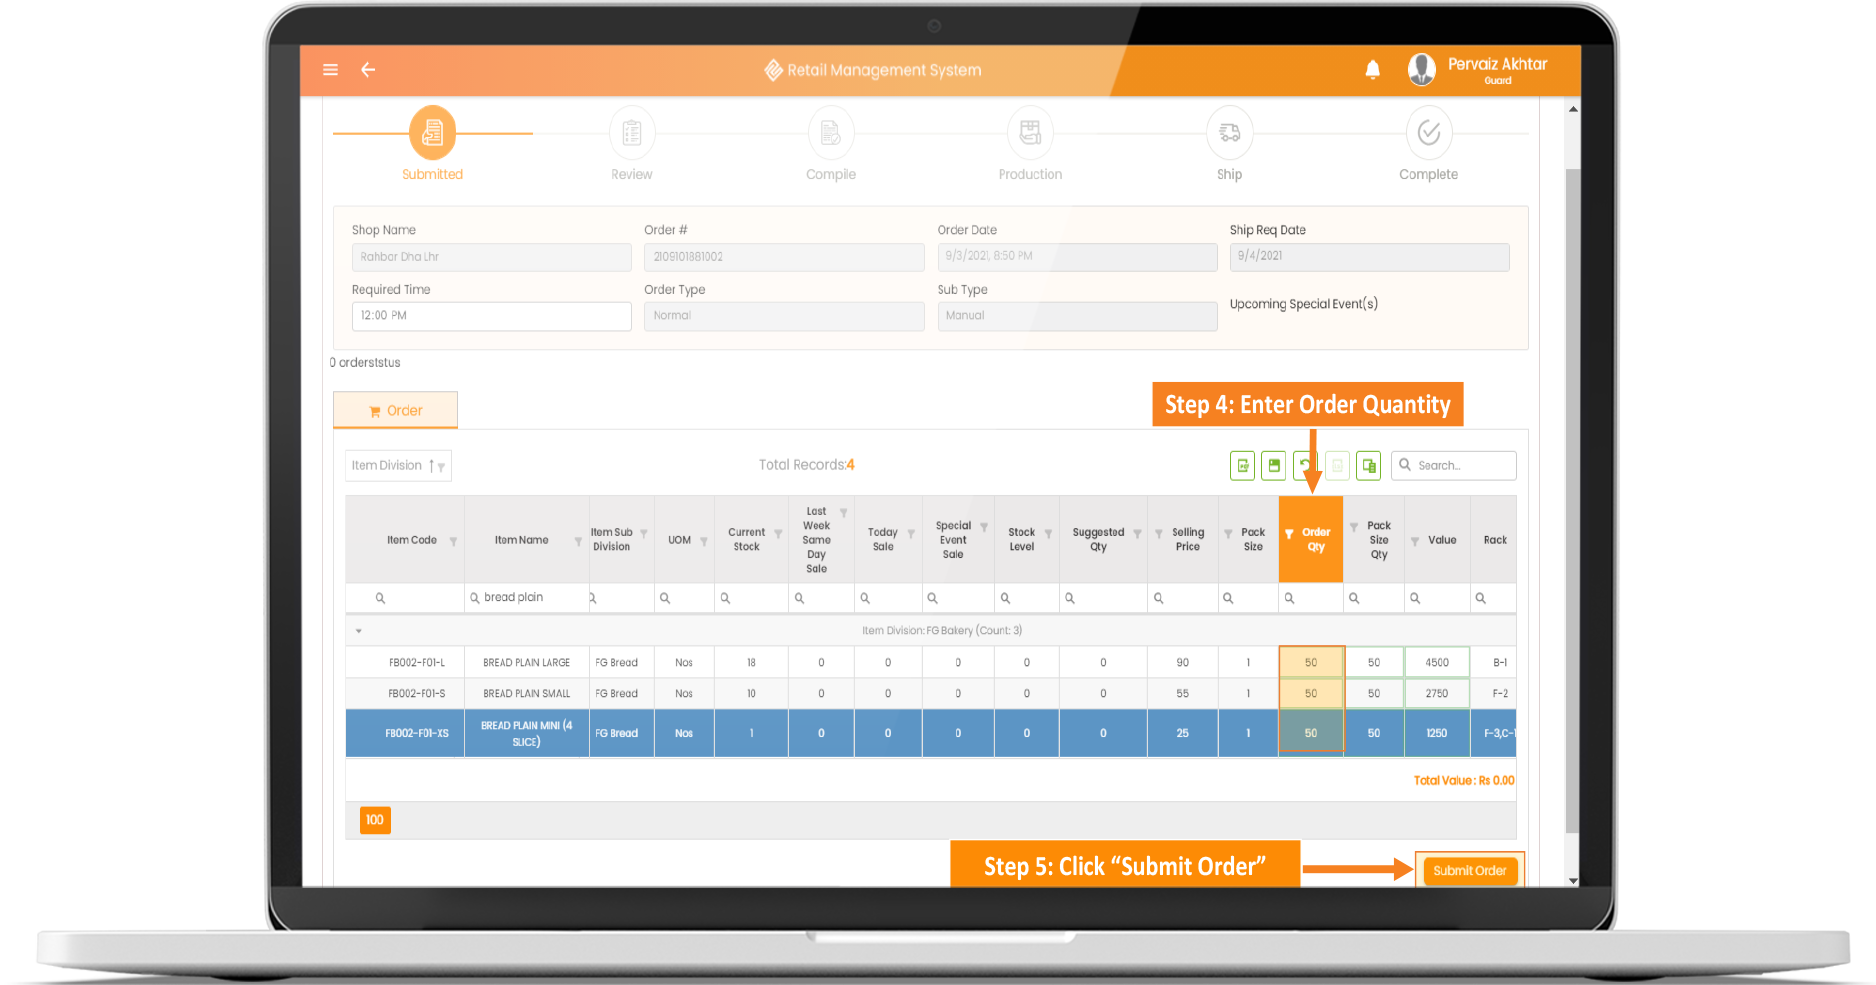 Retail Management System
Pervaiz Akhtar
Guard
Submitted
Review
Compile
Production
Ship
Complete
Shop Name
Order #
Order Date
Ship Req Date
Rahbar Dha Lhr
2109101881002
9/3/2021, 8:50 PM
9/4/2021
Required Time
Order Type
Sub Type
Upcoming Special Event(s)
12:00 PM
Normal
Manual
0 orderststus
Step 4: Enter Order Quantity
Order
Item Division
Total Records:4
Search...
Item Code
Item Name
Item Sub Division
UOM
Current Stock
Last Week Same Day Sale
Today Sale
Special Event Sale
Stock Level
Suggested Qty
Selling Price
Pack Size
Order Qty
Pack Size Qty
Value
Rack
bread plain
Item Division: FG Bakery (Count: 3)
FB002-F01-L BREAD PLAIN LARGE FG Bread Nos 18 0 0 0 0 0 90 1 50 50 4500 B-1
FB002-F01-S BREAD PLAIN SMALL FG Bread Nos 10 0 0 0 0 0 55 1 50 50 2750 F-2
FB002-F01-XS BREAD PLAIN MINI (4 SLICE) FG Bread Nos 1 0 0 0 0 0 25 1 50 50 1250 F-3,C-1
Total Value : Rs 0.00
100
Step 5: Click “Submit Order”
Submit Order